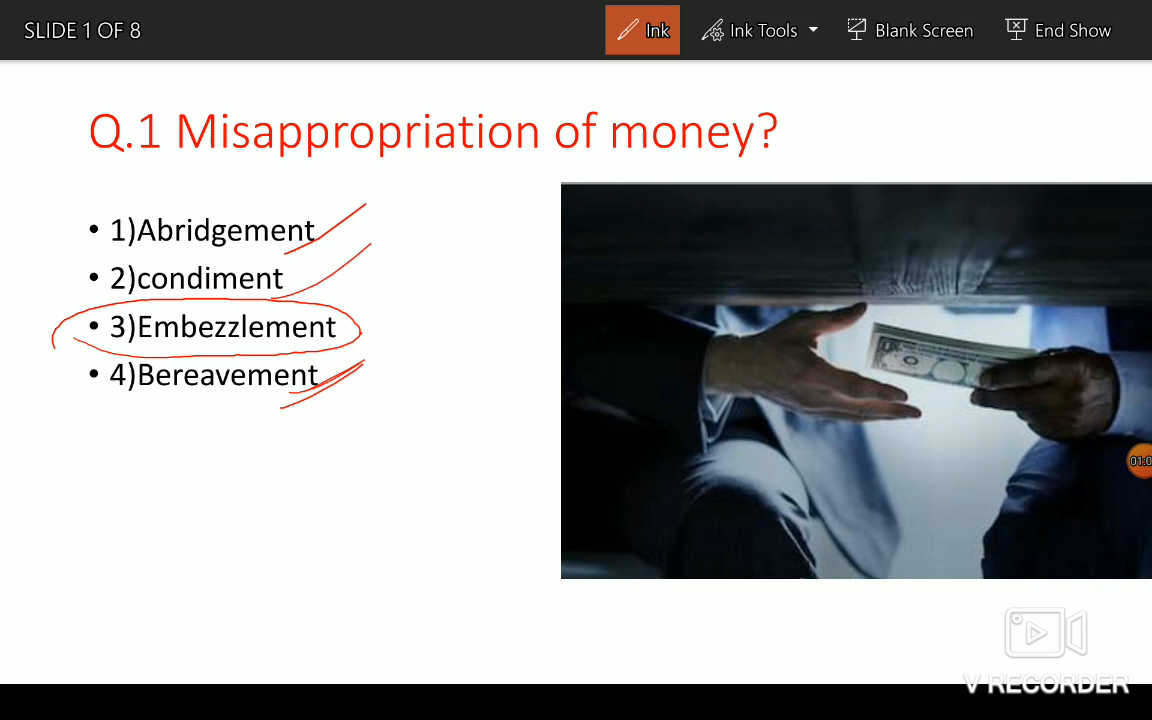 SLIDE 1 OF 8
Ink
Ink Tools
Blank Screen
End Show
Q.1 Misappropriation of money?
• 1)Abridgement
• 2)condiment
• 3)Embezzlement
• 4)Bereavement
V RECORDER